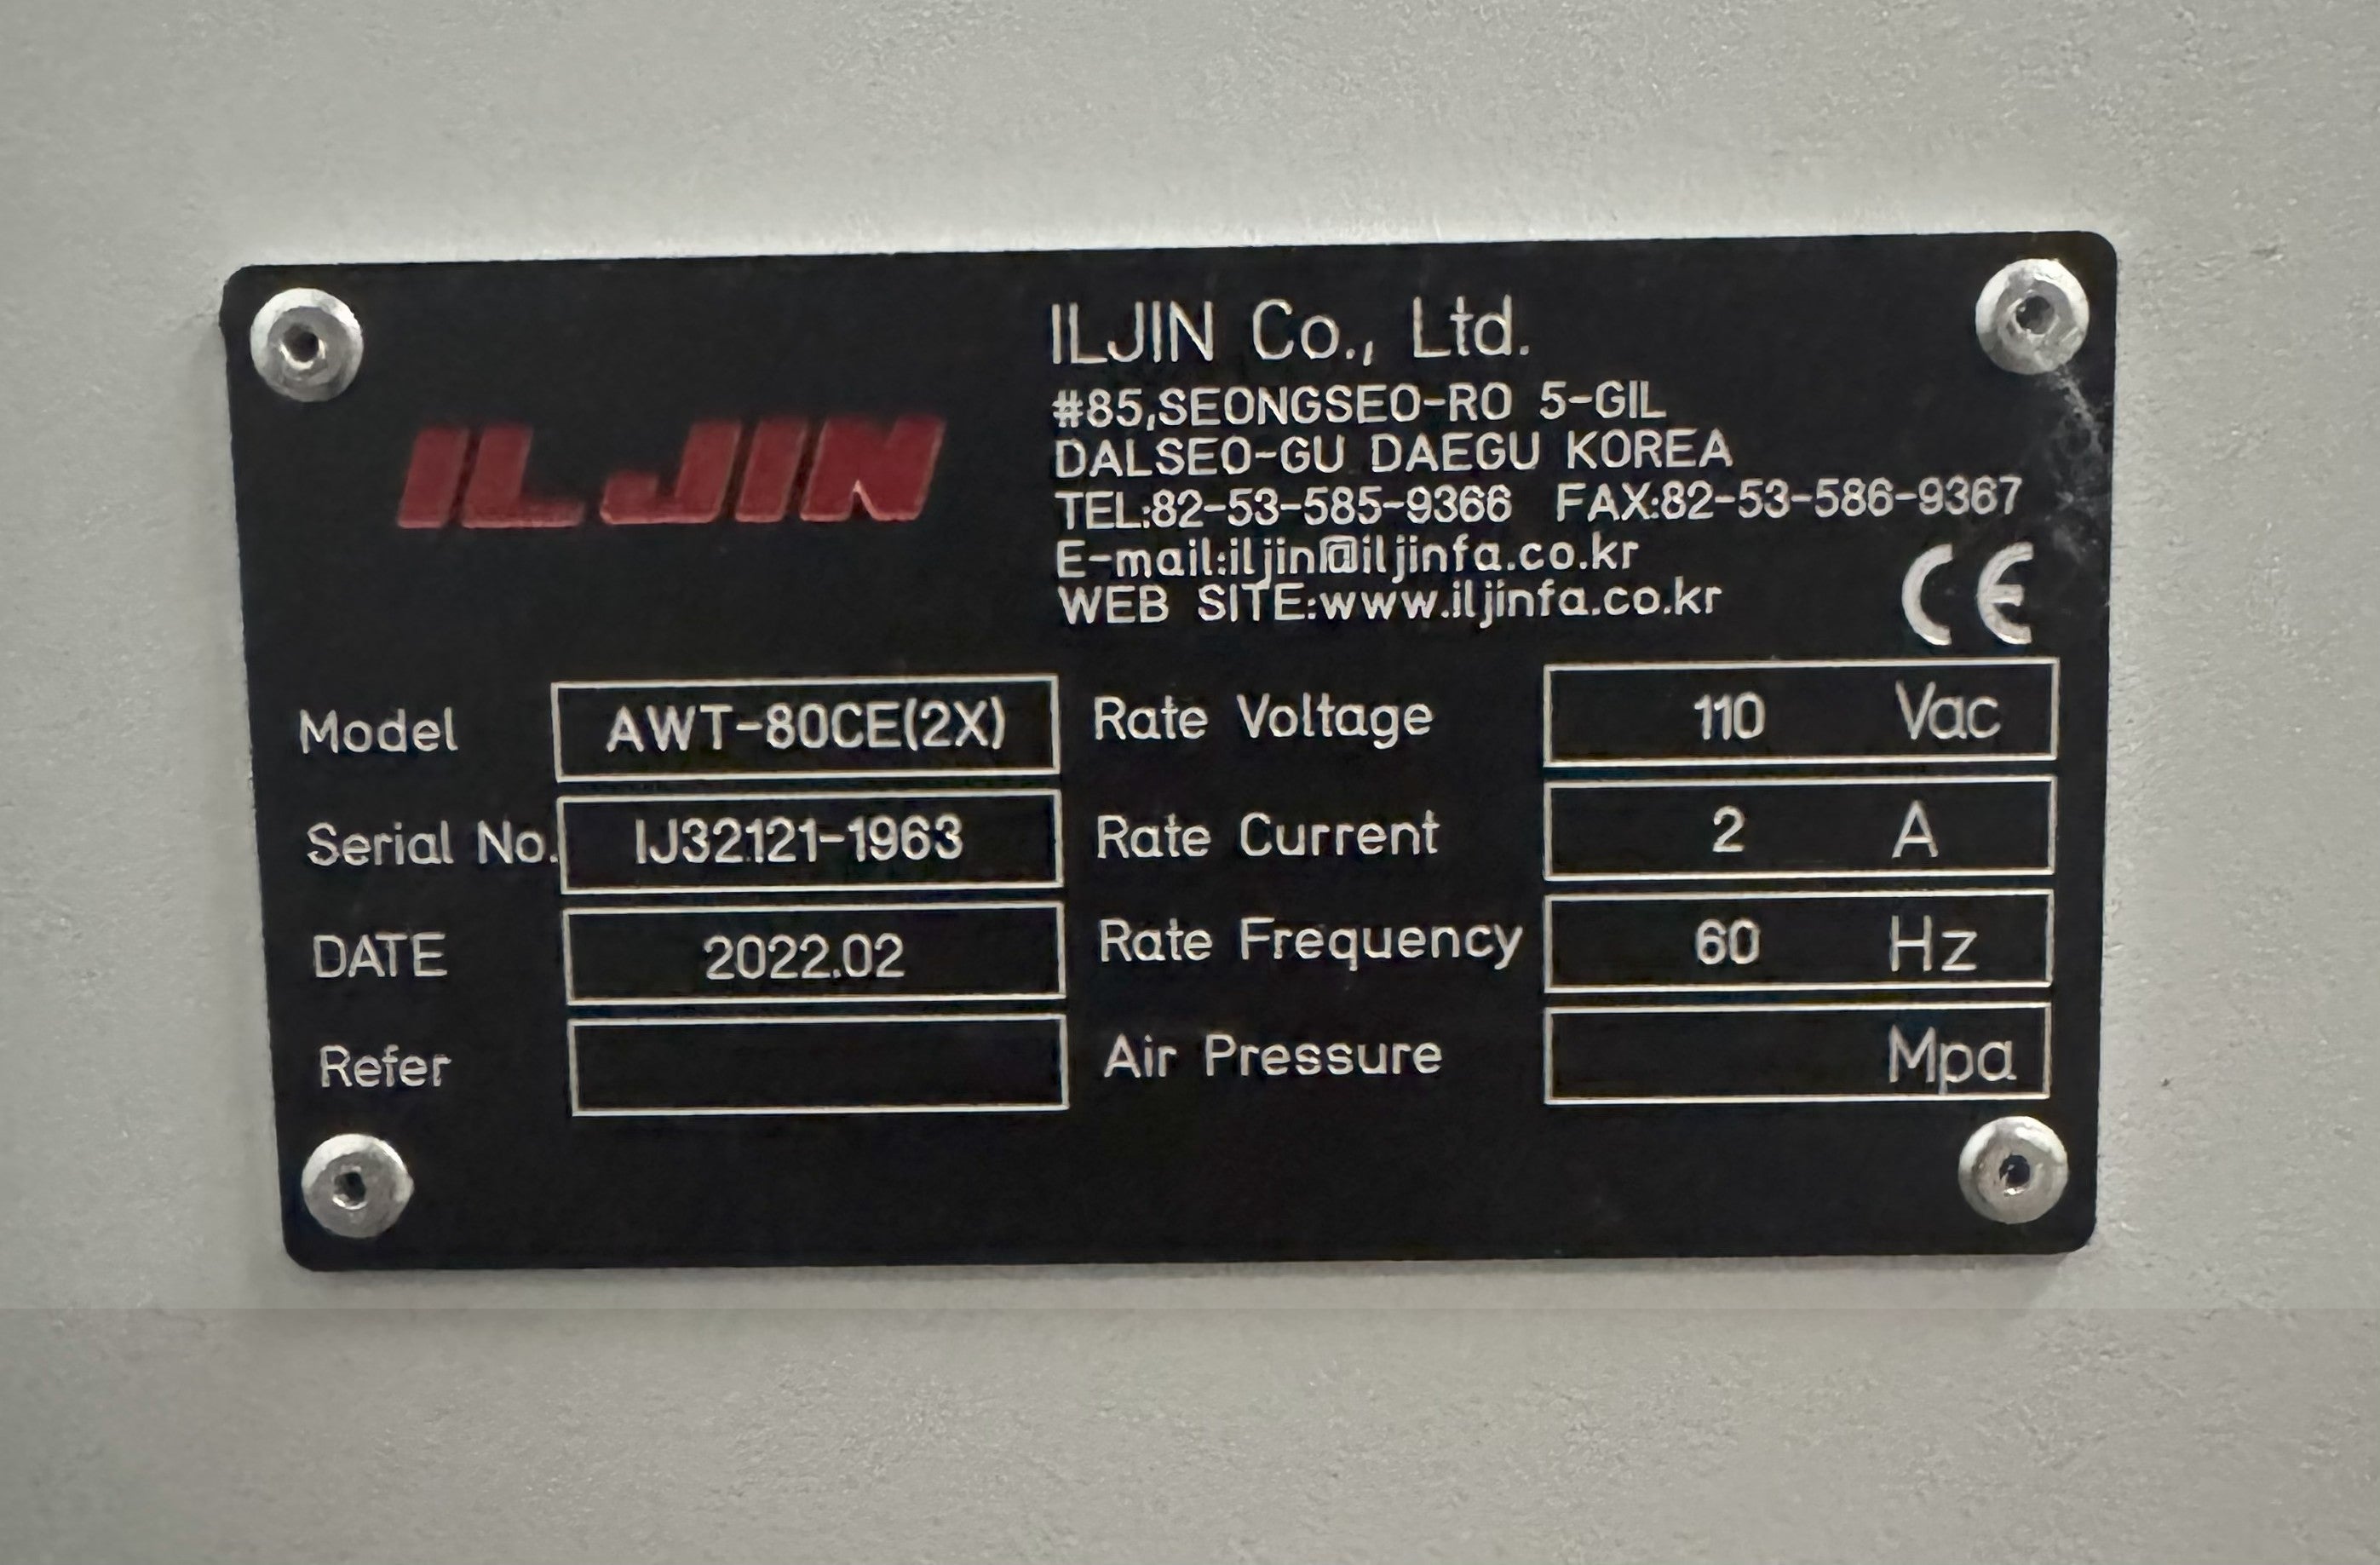 ILJIN
ILJIN Co., Ltd.
#85,SEONGSEO-RO 5-GIL
DALSEO-GU DAEGU KOREA
TEL:82-53-585-9366 FAX:82-53-586-9367
E-mail:iljin@iljinfa.co.kr
WEB SITE:www.iljinfa.co.kr
CE
Model AWT-80CE(2X) Rate Voltage 110 Vac
Serial No. IJ32121-1963 Rate Current 2 A
DATE 2022.02 Rate Frequency 60 Hz
Refer Air Pressure Mpa